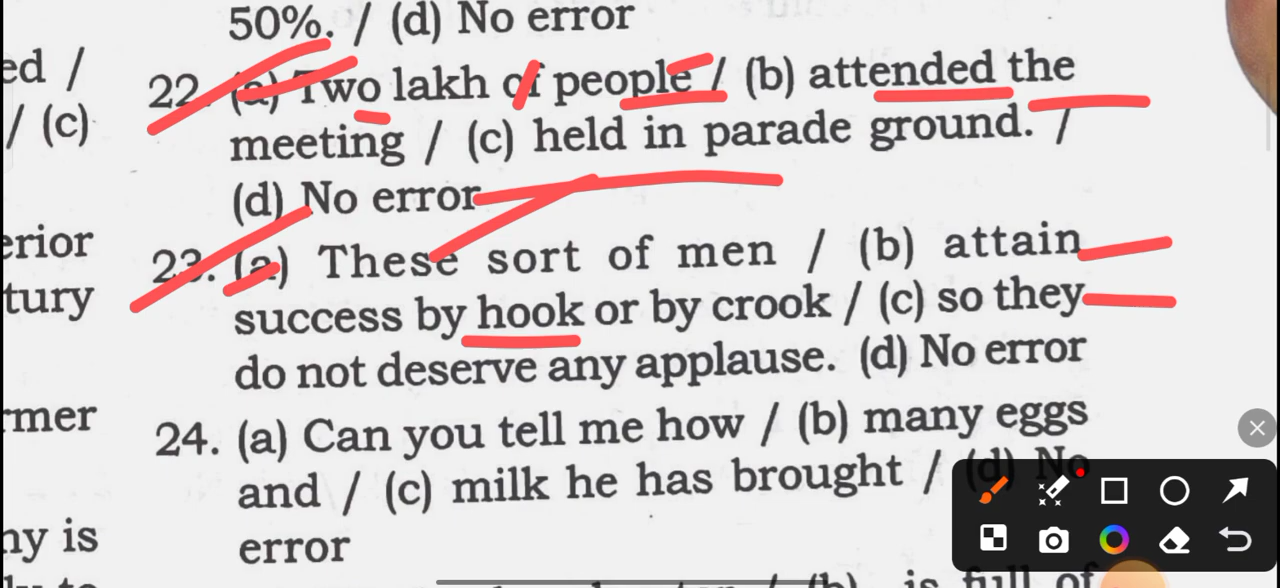 50%. / (d) No error
ed / 22. (a) Two lakh of people / (b) attended the
/ (c) meeting / (c) held in parade ground. /
(d) No error
erior 23. (a) These sort of men / (b) attain
tury success by hook or by crook / (c) so they
do not deserve any applause. (d) No error
rmer 24. (a) Can you tell me how / (b) many eggs
and / (c) milk he has brought / (d) No
ny is error
(b) is full of